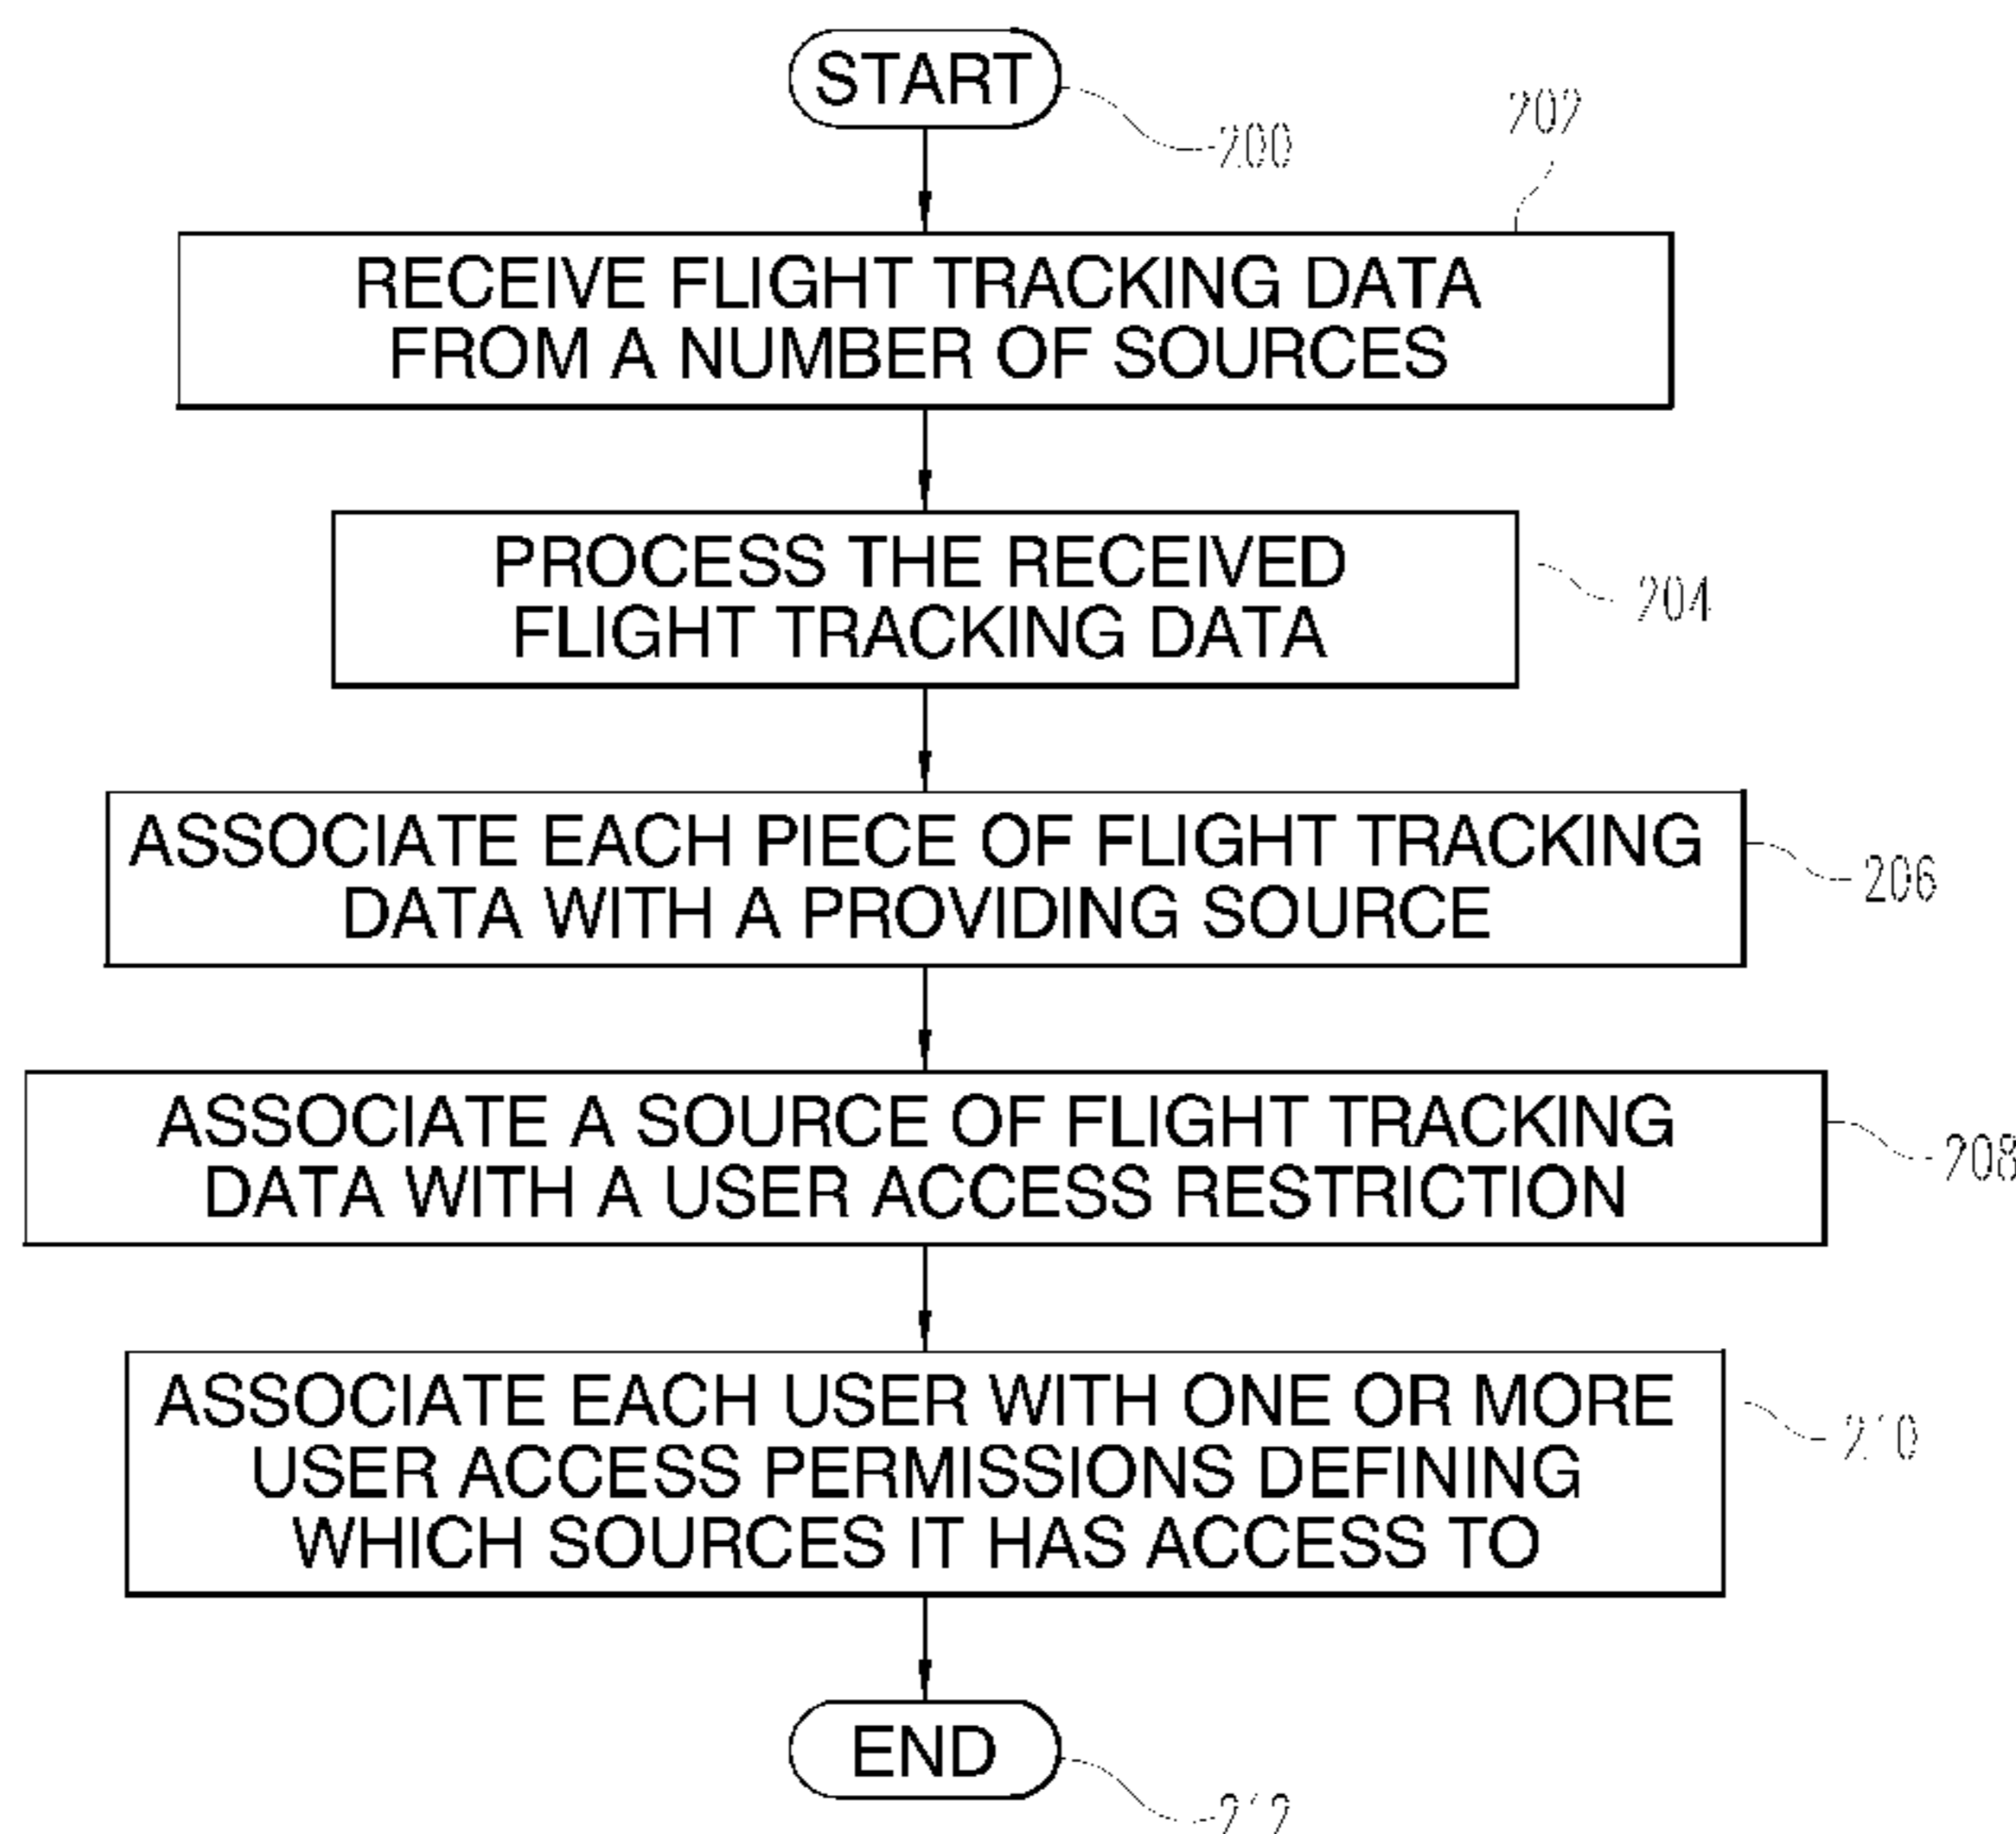 START
200
202
RECEIVE FLIGHT TRACKING DATA
FROM A NUMBER OF SOURCES
PROCESS THE RECEIVED
FLIGHT TRACKING DATA
204
ASSOCIATE EACH PIECE OF FLIGHT TRACKING
DATA WITH A PROVIDING SOURCE
206
ASSOCIATE A SOURCE OF FLIGHT TRACKING
DATA WITH A USER ACCESS RESTRICTION
208
ASSOCIATE EACH USER WITH ONE OR MORE
USER ACCESS PERMISSIONS DEFINING
WHICH SOURCES IT HAS ACCESS TO
210
END
212